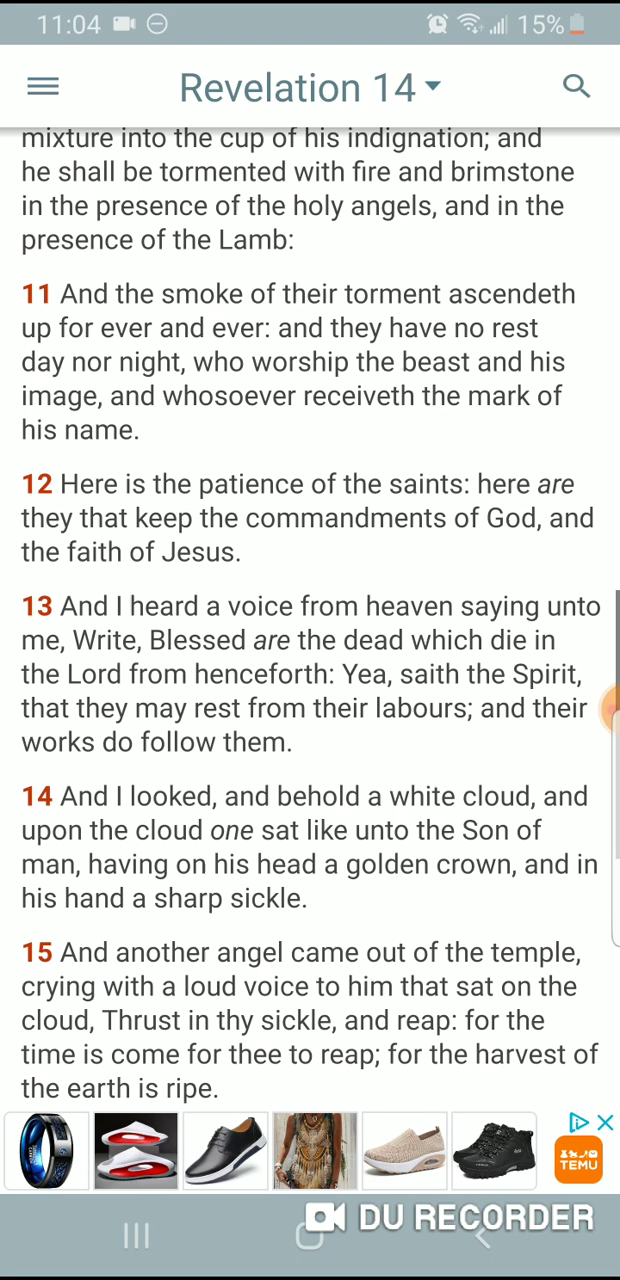 11:04 15%
Revelation 14
mixture into the cup of his indignation; and
he shall be tormented with fire and brimstone
in the presence of the holy angels, and in the
presence of the Lamb:
11 And the smoke of their torment ascendeth
up for ever and ever: and they have no rest
day nor night, who worship the beast and his
image, and whosoever receiveth the mark of
his name.
12 Here is the patience of the saints: here are
they that keep the commandments of God, and
the faith of Jesus.
13 And I heard a voice from heaven saying unto
me, Write, Blessed are the dead which die in
the Lord from henceforth: Yea, saith the Spirit,
that they may rest from their labours; and their
works do follow them.
14 And I looked, and behold a white cloud, and
upon the cloud one sat like unto the Son of
man, having on his head a golden crown, and in
his hand a sharp sickle.
15 And another angel came out of the temple,
crying with a loud voice to him that sat on the
cloud, Thrust in thy sickle, and reap: for the
time is come for thee to reap; for the harvest of
the earth is ripe.
TEMU
DU RECORDER